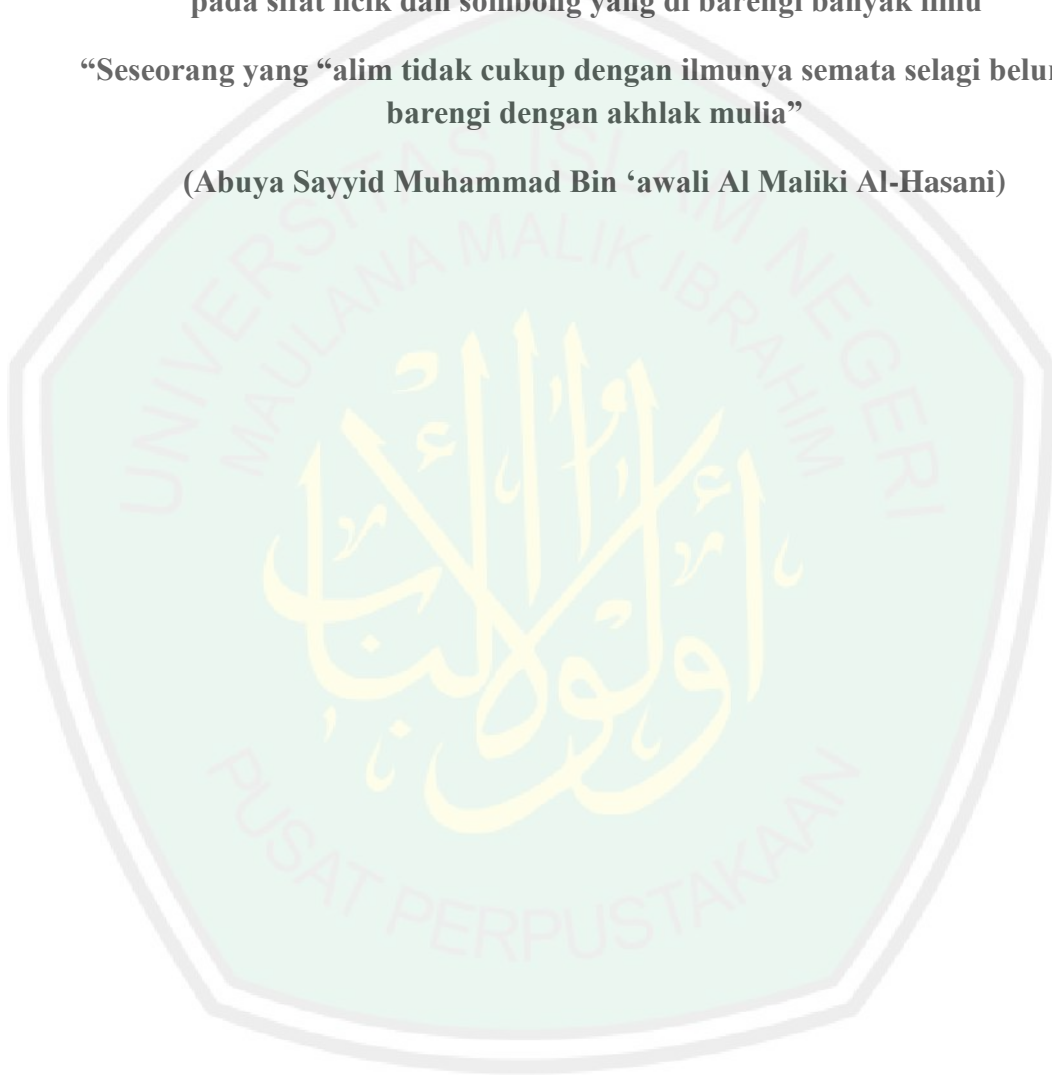 pada sifat licik dan sombong yang di barengi banyak ilmu
“Seseorang yang “alim tidak cukup dengan ilmunya semata selagi
barengi dengan akhlak mulia”
(Abuya Sayyid Muhammad Bin ‘awali Al Maliki Al-Hasani)
UNIVERSITAS ISLAM NEGERI
MAULANA MALIK IBRAHIM
أولو الألباب
PUSAT PERPUSTAKAAN